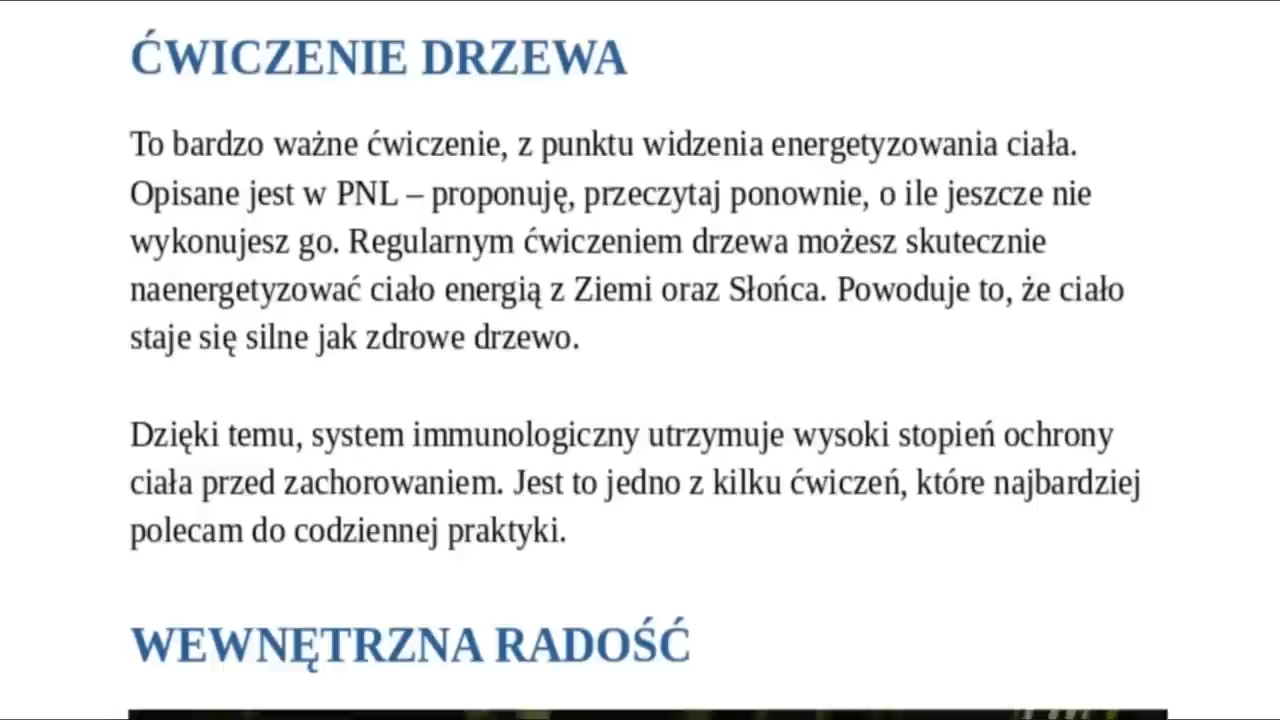 ĆWICZENIE DRZEWA
To bardzo ważne ćwiczenie, z punktu widzenia energetyzowania ciała.
Opisane jest w PNL – proponuję, przeczytaj ponownie, o ile jeszcze nie
wykonujesz go. Regularnym ćwiczeniem drzewa możesz skutecznie
naenergetyzować ciało energią z Ziemi oraz Słońca. Powoduje to, że ciało
staje się silne jak zdrowe drzewo.
Dzięki temu, system immunologiczny utrzymuje wysoki stopień ochrony
ciała przed zachorowaniem. Jest to jedno z kilku ćwiczeń, które najbardziej
polecam do codziennej praktyki.
WEWNĘTRZNA RADOŚĆ